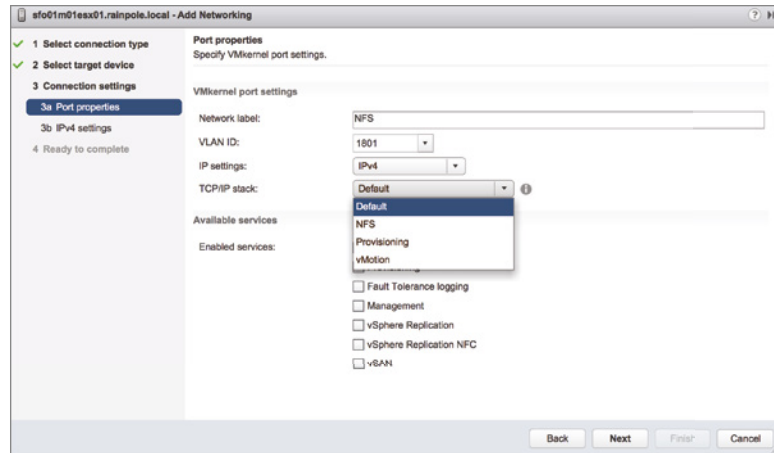 sfo01m01esx01.rainpole.local - Add Networking
1 Select connection type
2 Select target device
3 Connection settings
3a Port properties
3b IPv4 settings
4 Ready to complete
Port properties
Specify VMkernel port settings.
VMkernel port settings
Network label: NFS
VLAN ID: 1801
IP settings: IPv4
TCP/IP stack: Default
Default
NFS
Provisioning
vMotion
Available services
Enabled services:
Provisioning
Fault Tolerance logging
Management
vSphere Replication
vSphere Replication NFC
vSAN
Back Next Finish Cancel